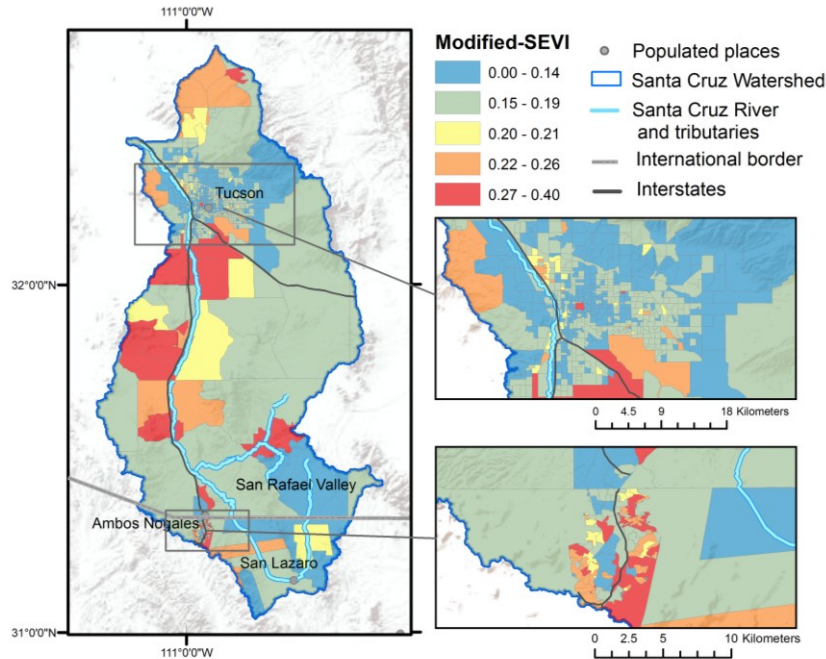 111°0'0"W
Modified-SEVI
0.00 - 0.14
0.15 - 0.19
0.20 - 0.21
0.22 - 0.26
0.27 - 0.40
Populated places
Santa Cruz Watershed
Santa Cruz River
and tributaries
International border
Interstates
Tucson
32°0'0"N
0 4.5 9 18 Kilometers
San Rafael Valley
Ambos Nogales
San Lazaro
31°0'0"N
0 2.5 5 10 Kilometers
111°0'0"W